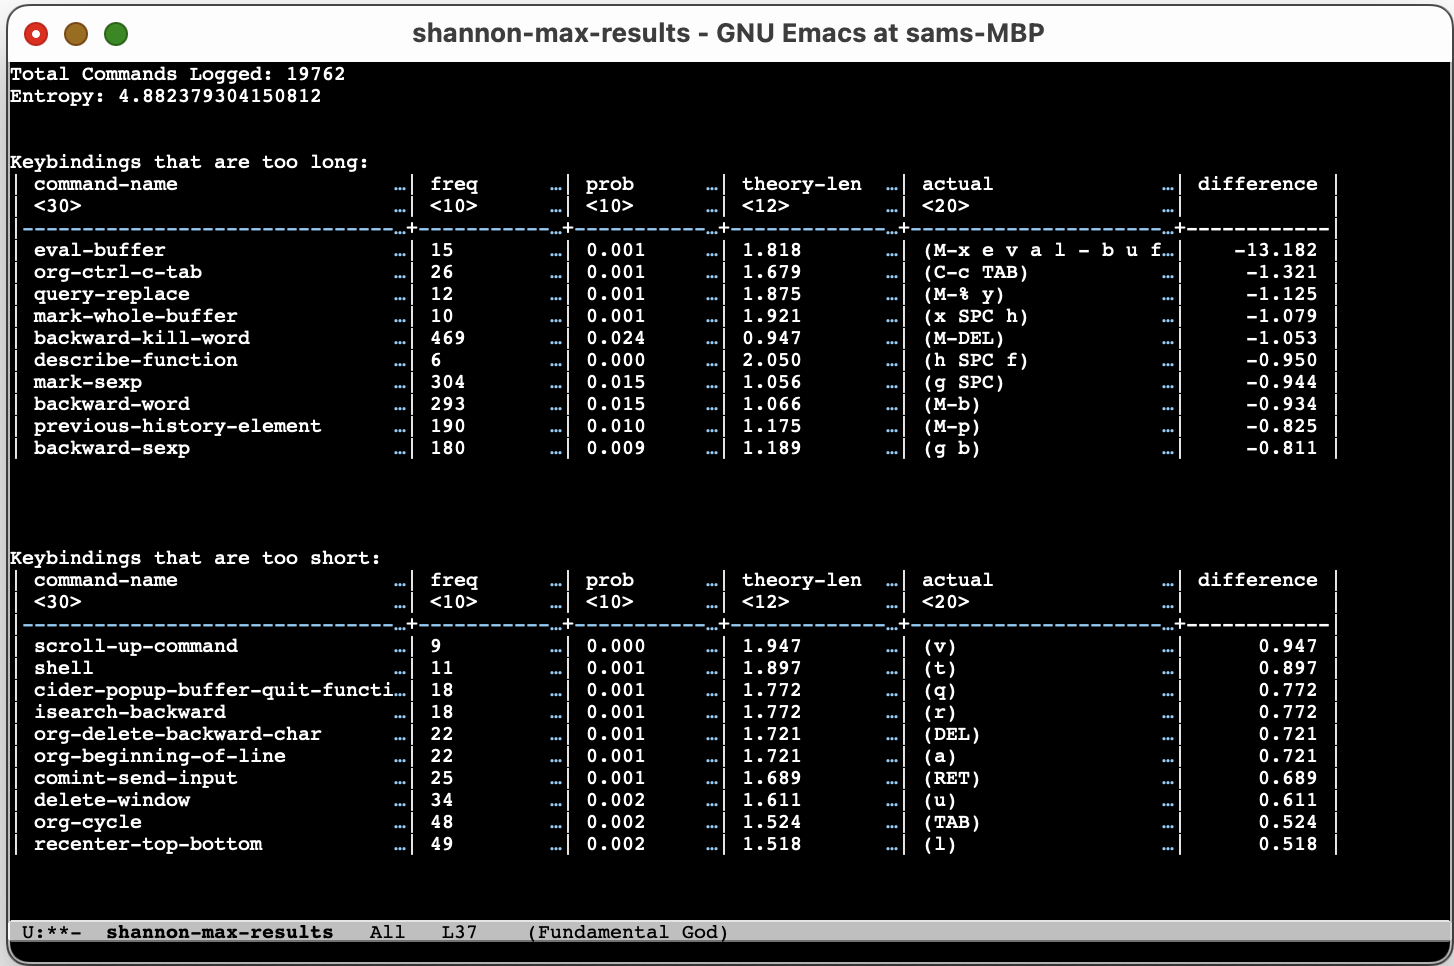 shannon-max-results - GNU Emacs at sams-MBP
Total Commands Logged: 19762
Entropy: 4.882379304150812
Keybindings that are too long:
| command-name …| freq …| prob …| theory-len …| actual …| difference |
| <30> …| <10> …| <10> …| <12> …| <20> …| |
|-------------------------------…+-----------…+-----------…+-------------…+---------------------…+------------|
| eval-buffer …| 15 …| 0.001 …| 1.818 …| (M-x e v a l - b u f…| -13.182 |
| org-ctrl-c-tab …| 26 …| 0.001 …| 1.679 …| (C-c TAB) …| -1.321 |
| query-replace …| 12 …| 0.001 …| 1.875 …| (M-% y) …| -1.125 |
| mark-whole-buffer …| 10 …| 0.001 …| 1.921 …| (x SPC h) …| -1.079 |
| backward-kill-word …| 469 …| 0.024 …| 0.947 …| (M-DEL) …| -1.053 |
| describe-function …| 6 …| 0.000 …| 2.050 …| (h SPC f) …| -0.950 |
| mark-sexp …| 304 …| 0.015 …| 1.056 …| (g SPC) …| -0.944 |
| backward-word …| 293 …| 0.015 …| 1.066 …| (M-b) …| -0.934 |
| previous-history-element …| 190 …| 0.010 …| 1.175 …| (M-p) …| -0.825 |
| backward-sexp …| 180 …| 0.009 …| 1.189 …| (g b) …| -0.811 |
Keybindings that are too short:
| command-name …| freq …| prob …| theory-len …| actual …| difference |
| <30> …| <10> …| <10> …| <12> …| <20> …| |
|-------------------------------…+-----------…+-----------…+-------------…+---------------------…+------------|
| scroll-up-command …| 9 …| 0.000 …| 1.947 …| (v) …| 0.947 |
| shell …| 11 …| 0.001 …| 1.897 …| (t) …| 0.897 |
| cider-popup-buffer-quit-functi…| 18 …| 0.001 …| 1.772 …| (q) …| 0.772 |
| isearch-backward …| 18 …| 0.001 …| 1.772 …| (r) …| 0.772 |
| org-delete-backward-char …| 22 …| 0.001 …| 1.721 …| (DEL) …| 0.721 |
| org-beginning-of-line …| 22 …| 0.001 …| 1.721 …| (a) …| 0.721 |
| comint-send-input …| 25 …| 0.001 …| 1.689 …| (RET) …| 0.689 |
| delete-window …| 34 …| 0.002 …| 1.611 …| (u) …| 0.611 |
| org-cycle …| 48 …| 0.002 …| 1.524 …| (TAB) …| 0.524 |
| recenter-top-bottom …| 49 …| 0.002 …| 1.518 …| (l) …| 0.518 |
U:**- shannon-max-results All L37 (Fundamental God)